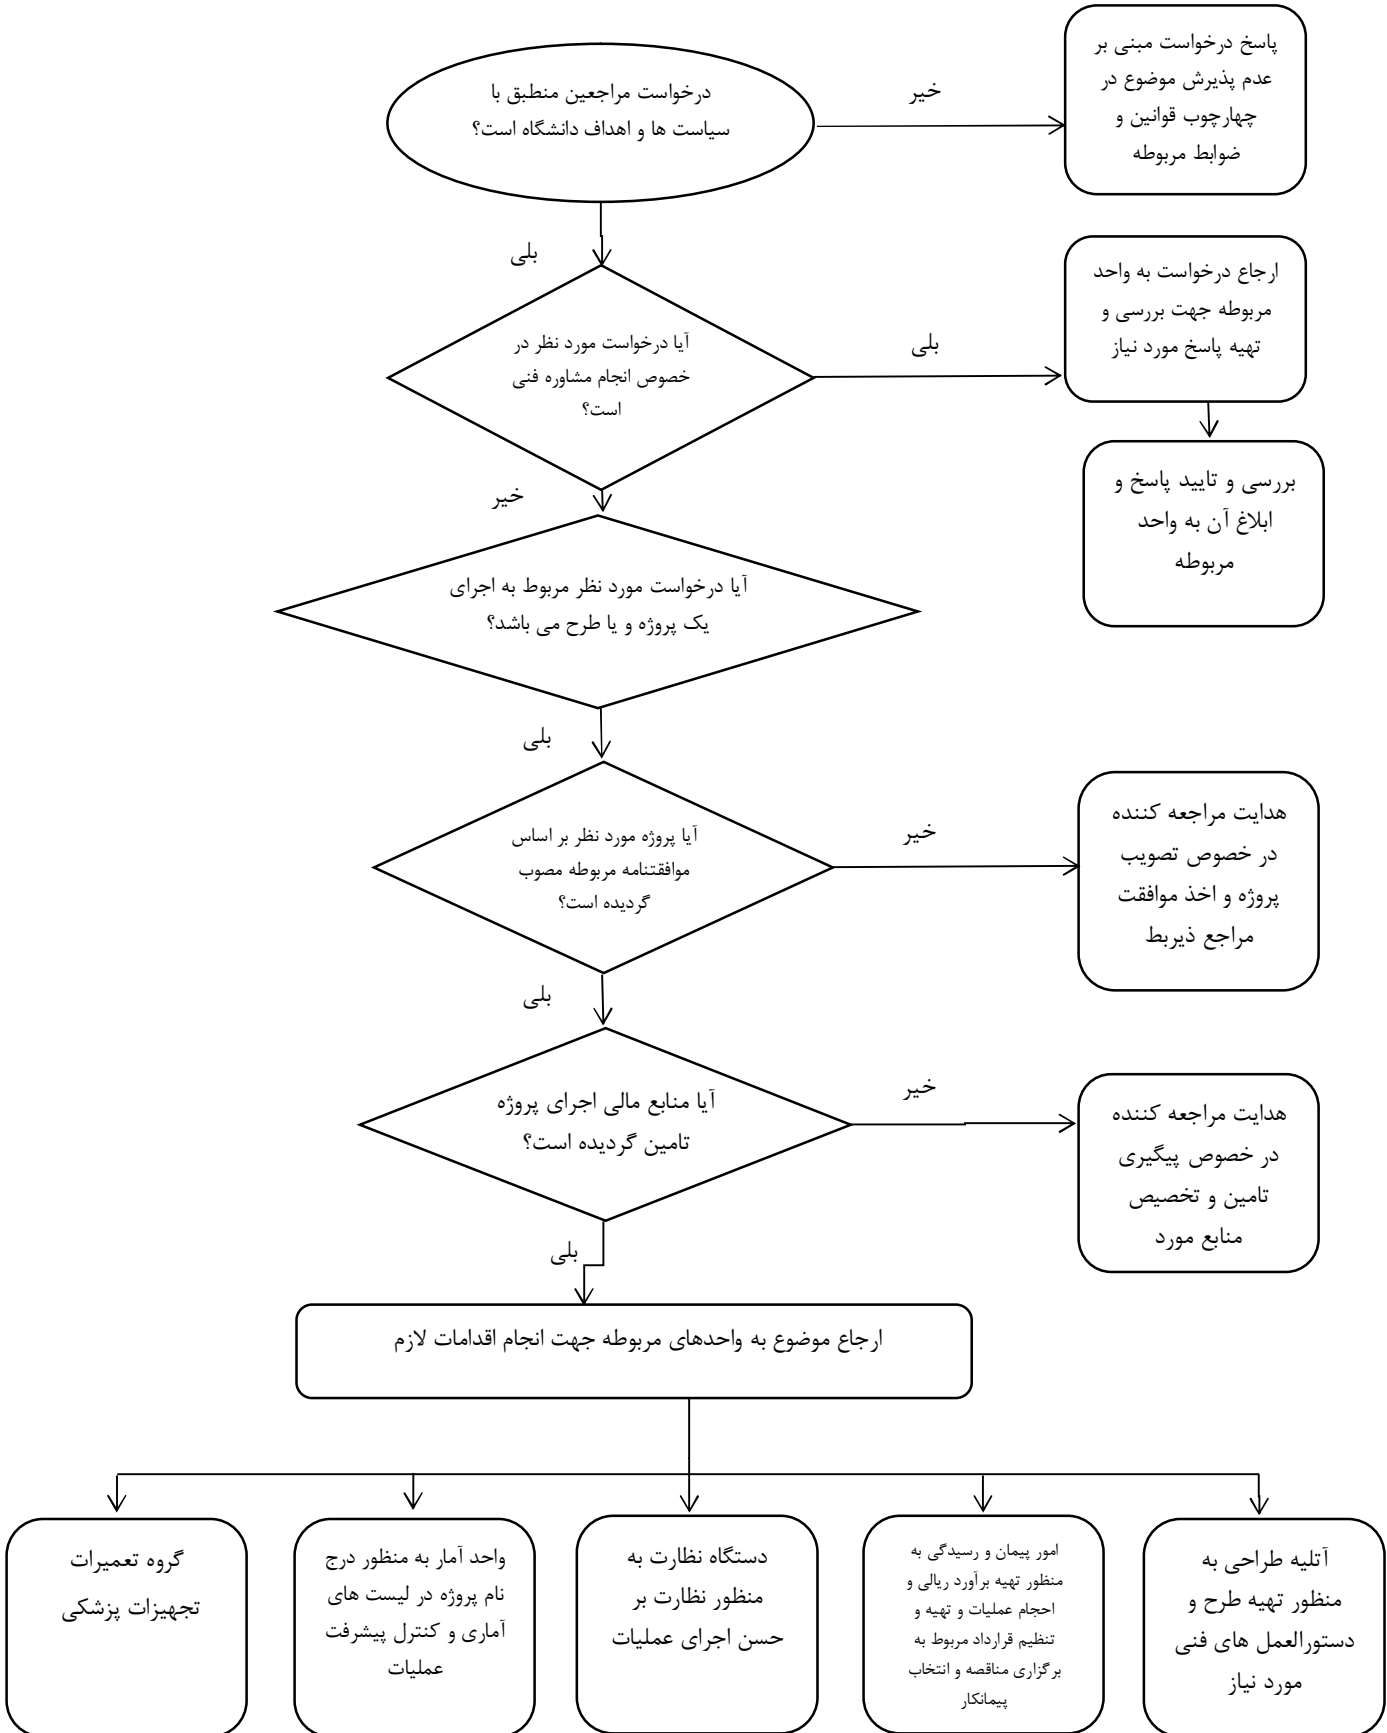 درخواست مراجعین منطبق با
سیاست ها و اهداف دانشگاه است؟
خیر
پاسخ درخواست مبنی بر
عدم پذیرش موضوع در
چهارچوب قوانین و
ضوابط مربوطه
بلی
آیا درخواست مورد نظر در
خصوص انجام مشاوره فنی
است؟
بلی
ارجاع درخواست به واحد
مربوطه جهت بررسی و
تهیه پاسخ مورد نیاز
بررسی و تایید پاسخ و
ابلاغ آن به واحد
مربوطه
خیر
آیا درخواست مورد نظر مربوط به اجرای
یک پروژه و یا طرح می باشد؟
بلی
آیا پروژه مورد نظر بر اساس
موافقتنامه مربوطه مصوب
گردیده است؟
خیر
هدایت مراجعه کننده
در خصوص تصویب
پروژه و اخذ موافقت
مراجع ذیربط
بلی
آیا منابع مالی اجرای پروژه
تامین گردیده است؟
خیر
هدایت مراجعه کننده
در خصوص پیگیری
تامین و تخصیص
منابع مورد
بلی
ارجاع موضوع به واحدهای مربوطه جهت انجام اقدامات لازم
آتلیه طراحی به
منظور تهیه طرح و
دستورالعمل های فنی
مورد نیاز
امور پیمان و رسیدگی به
منظور تهیه برآورد ریالی و
احجام عملیات و تهیه و
تنظیم قرارداد مربوط به
برگزاری مناقصه و انتخاب
پیمانکار
دستگاه نظارت به
منظور نظارت بر
حسن اجرای عملیات
واحد آمار به منظور درج
نام پروژه در لیست های
آماری و کنترل پیشرفت
عملیات
گروه تعمیرات
تجهیزات پزشکی